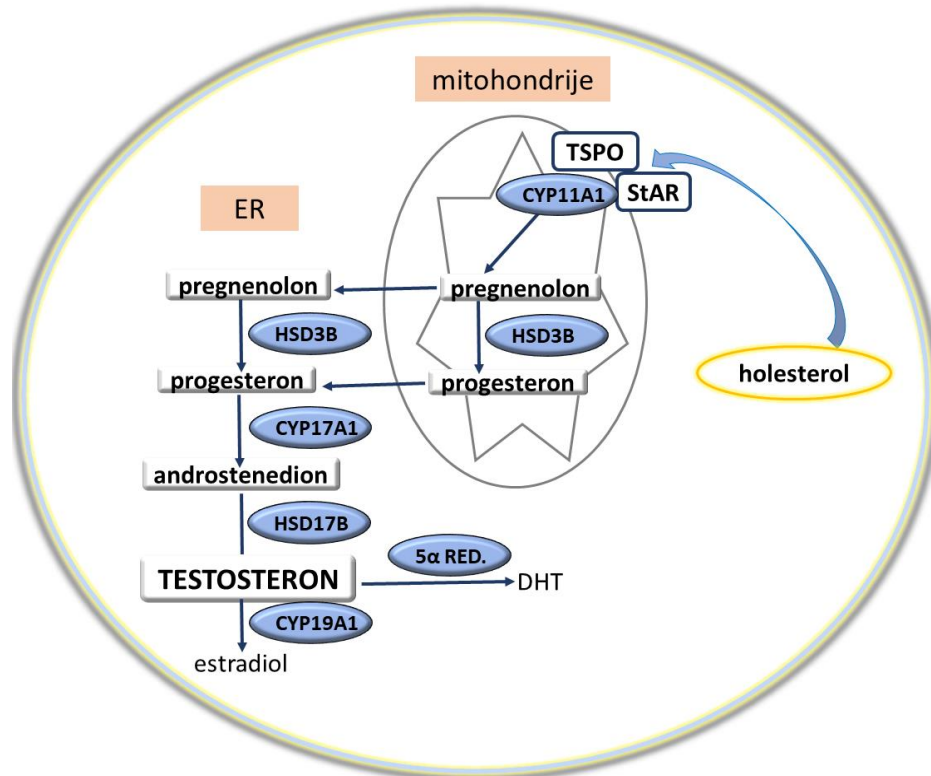 mitohondrije
TSPO
CYP11A1
StAR
ER
pregnenolon
pregnenolon
HSD3B
HSD3B
holesterol
progesteron
progesteron
CYP17A1
androstenedion
HSD17B
5α RED.
TESTOSTERON
DHT
CYP19A1
estradiol